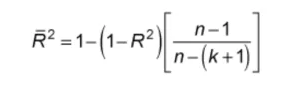 R̄² = 1–(1–R²)[n–1 / n–(k+1)]